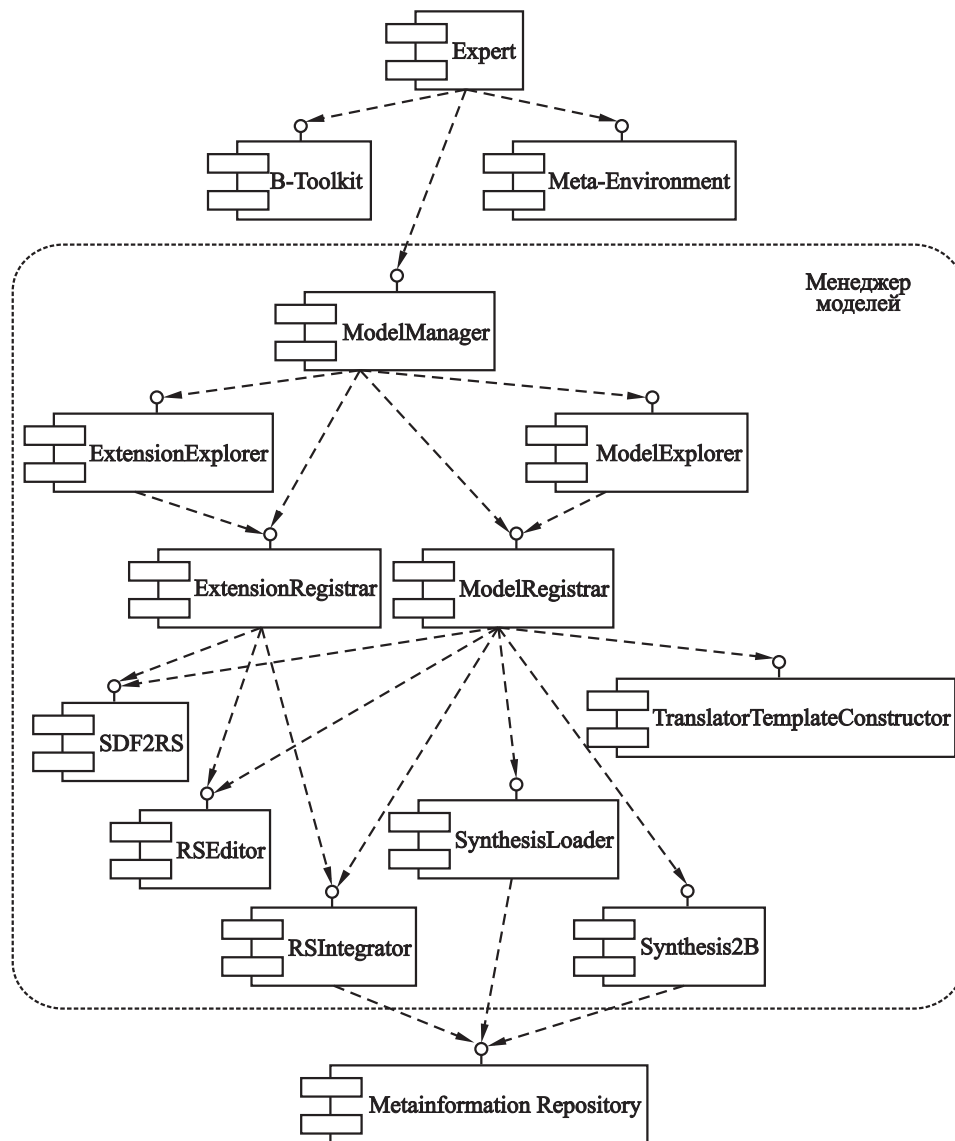 Expert
B-Toolkit
Meta-Environment
Менеджер
моделей
ModelManager
ExtensionExplorer
ModelExplorer
ExtensionRegistrar
ModelRegistrar
TranslatorTemplateConstructor
SDF2RS
RSEditor
SynthesisLoader
RSIntegrator
Synthesis2B
Metainformation Repository